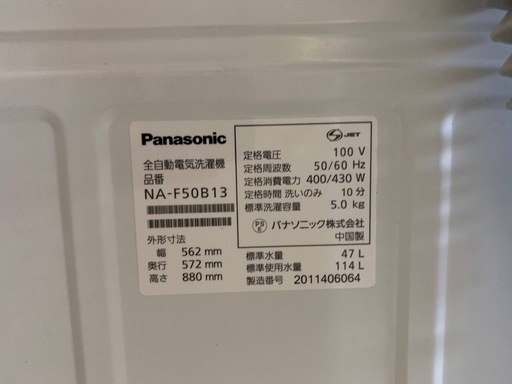 Panasonic
全自動電気洗濯機
品番
NA-F50B13
外形寸法
幅 562 mm
奥行 572 mm
高さ 880 mm
JET
定格電圧 100 V
定格周波数 50/60 Hz
定格消費電力 400/430 W
定格時間 洗いのみ 10分
標準洗濯容量 5.0 kg
PS E パナソニック株式会社
中国製
標準水量 47 L
標準使用水量 114 L
製造番号 2011406064